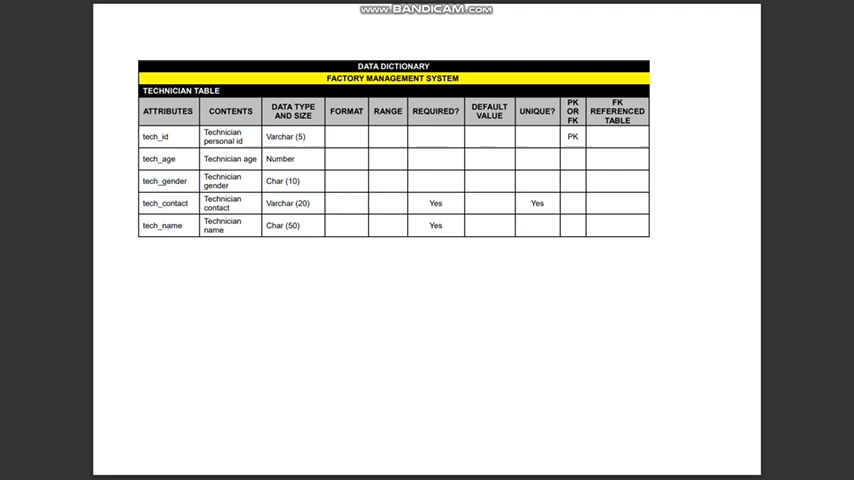 www.BANDICAM.com
DATA DICTIONARY
FACTORY MANAGEMENT SYSTEM
TECHNICIAN TABLE
ATTRIBUTES CONTENTS DATA TYPE AND SIZE FORMAT RANGE REQUIRED? DEFAULT VALUE UNIQUE? PK OR FK FK REFERENCED TABLE
tech_id Technician personal id Varchar (5) PK
tech_age Technician age Number
tech_gender Technician gender Char (10)
tech_contact Technician contact Varchar (20) Yes Yes
tech_name Technician name Char (50) Yes